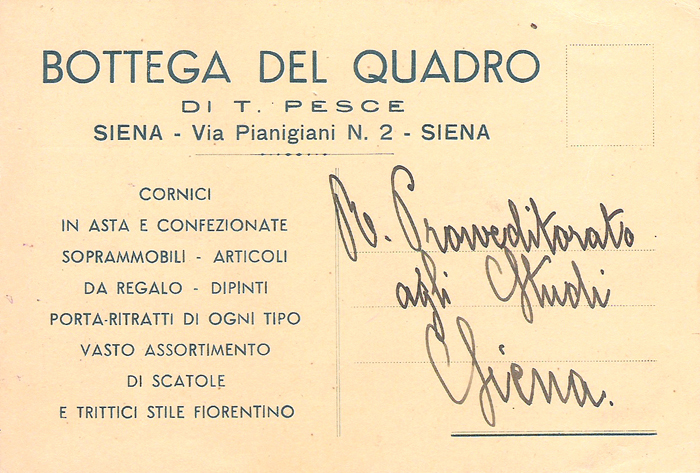 BOTTEGA DEL QUADRO
DI T. PESCE
SIENA - Via Pianigiani N. 2 - SIENA
CORNICI
IN ASTA E CONFEZIONATE
SOPRAMMOBILI - ARTICOLI
DA REGALO - DIPINTI
PORTA-RITRATTI DI OGNI TIPO
VASTO ASSORTIMENTO
DI SCATOLE
E TRITTICI STILE FIORENTINO
R. Provveditorato
agli Studi
Siena.